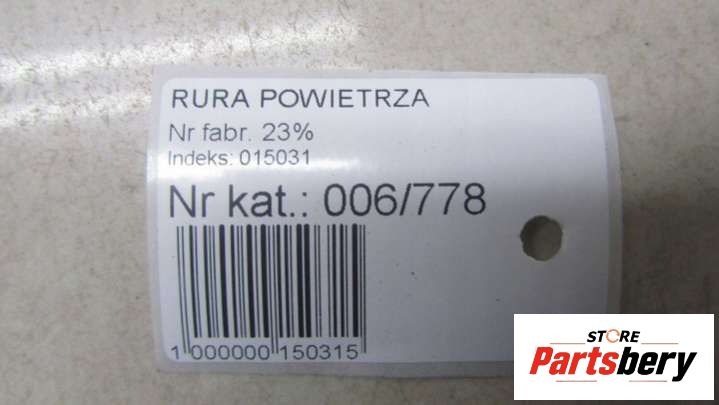 RURA POWIETRZA
Nr fabr. 23%
Indeks: 015031
Nr kat.: 006/778
1 000000 150315
STORE
Partsbery